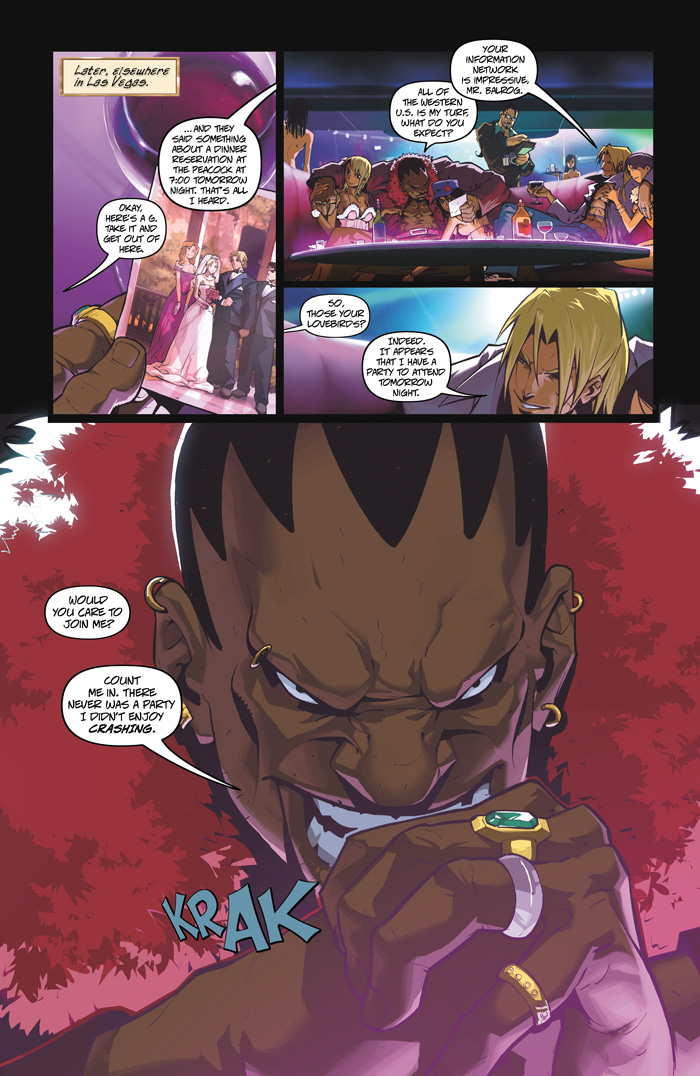 Later, elsewhere
in Las Vegas.
...AND THEY
SAID SOMETHING
ABOUT A DINNER
RESERVATION AT
THE PEACOCK AT
7:00 TOMORROW
NIGHT. THAT'S ALL
I HEARD.
OKAY,
HERE'S A G.
TAKE IT AND
GET OUT OF
HERE.
YOUR
INFORMATION
NETWORK
IS IMPRESSIVE,
MR. BALROG.
ALL OF
THE WESTERN
U.S. IS MY TURF,
WHAT DO YOU
EXPECT?
SO,
THOSE YOUR
LOVEBIRDS?
INDEED.
IT APPEARS
THAT I HAVE A
PARTY TO ATTEND
TOMORROW
NIGHT.
WOULD
YOU CARE TO
JOIN ME?
COUNT
ME IN. THERE
NEVER WAS A PARTY
I DIDN'T ENJOY
CRASHING.
KRAK